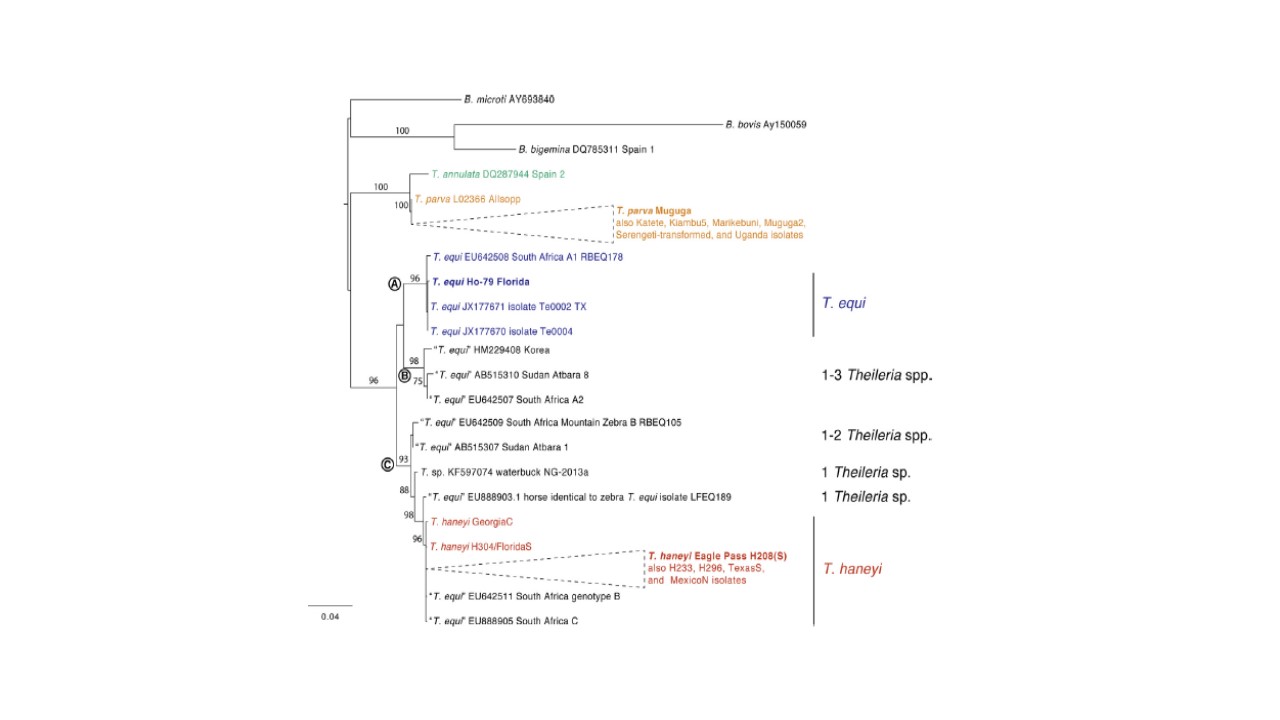 B. microti AY693840
100
B. bovis Ay150059
B. bigemina DQ785311 Spain 1
T. annulata DQ287944 Spain 2
100
T. parva L02366 Allsopp
100
T. parva Muguga
also Katete, Kiambu5, Marikebuni, Muguga2,
Serengeti-transformed, and Uganda isolates
T. equi EU642508 South Africa A1 RBEQ178
A
96
T. equi Ho-79 Florida
T. equi JX177671 isolate Te0002 TX
T. equi
T. equi JX177670 isolate Te0004
"T. equi" HM229408 Korea
98
B
75
"T. equi" AB515310 Sudan Atbara 8
1-3 Theileria spp.
96
"T. equi" EU642507 South Africa A2
"T. equi" EU642509 South Africa Mountain Zebra B RBEQ105
1-2 Theileria spp.
"T. equi" AB515307 Sudan Atbara 1
93
C
T. sp. KF597074 waterbuck NG-2013a
1 Theileria sp.
88
"T. equi" EU888903.1 horse identical to zebra T. equi isolate LFEQ189
1 Theileria sp.
98
T. haneyi GeorgiaC
96
T. haneyi H304/FloridaS
T. haneyi Eagle Pass H208(S)
also H233, H296, TexasS,
and MexicoN isolates
T. haneyi
"T. equi" EU642511 South Africa genotype B
"T. equi" EU888905 South Africa C
0.04